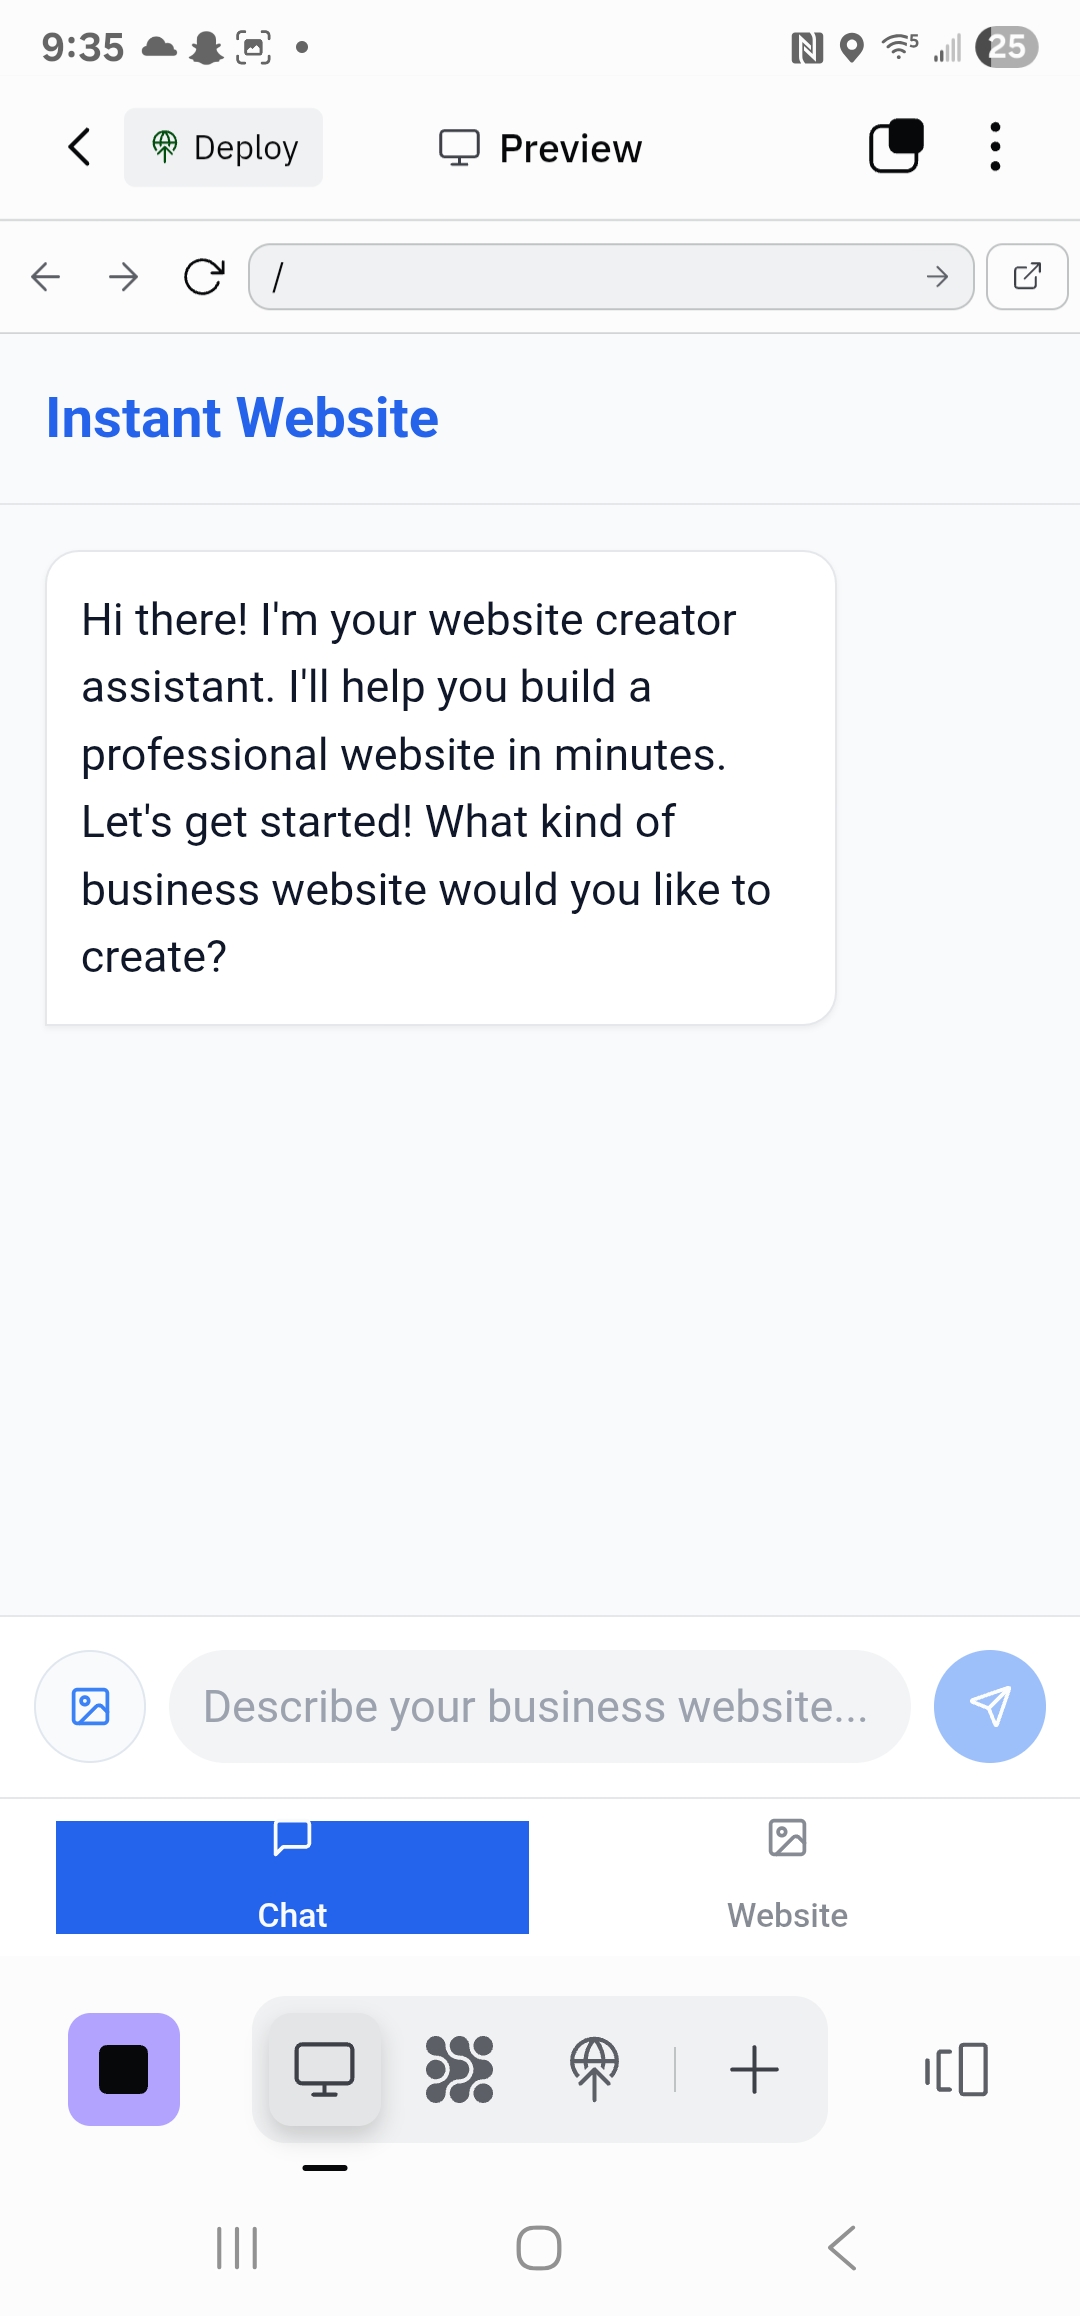 9:35
5
25
Deploy
Preview
/
Instant Website
Hi there! I'm your website creator
assistant. I'll help you build a
professional website in minutes.
Let's get started! What kind of
business website would you like to
create?
Describe your business website...
Chat
Website